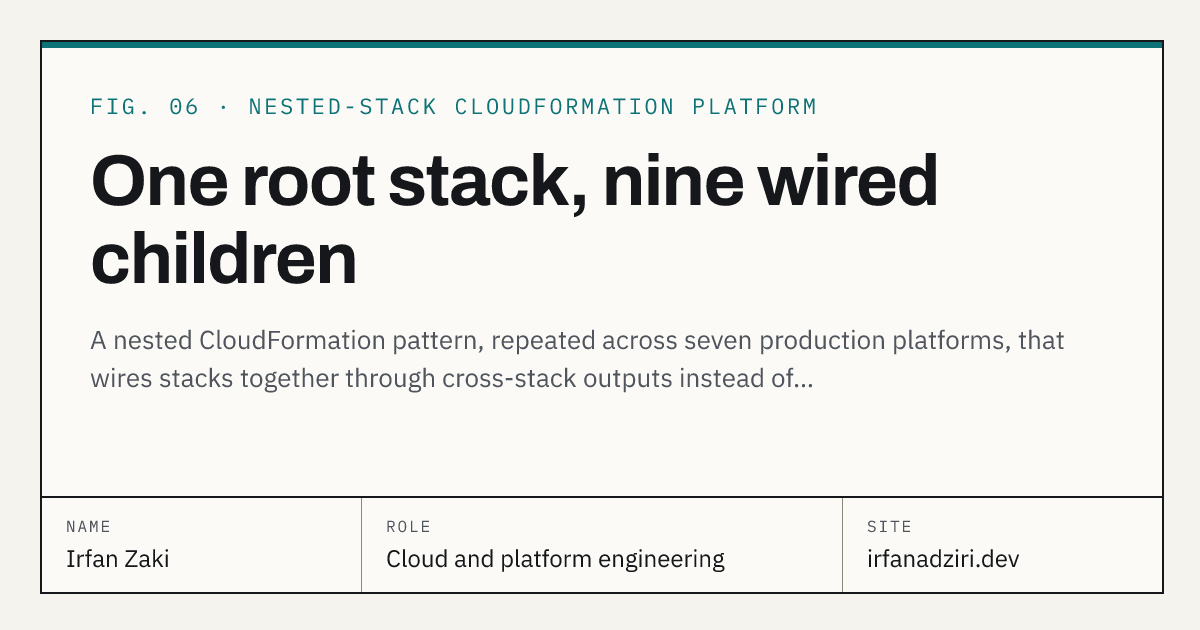 FIG. 06 · NESTED-STACK CLOUDFORMATION PLATFORM
One root stack, nine wired
children
A nested CloudFormation pattern, repeated across seven production platforms, that
wires stacks together through cross-stack outputs instead of...
NAME
Irfan Zaki
ROLE
Cloud and platform engineering
SITE
irfanadziri.dev